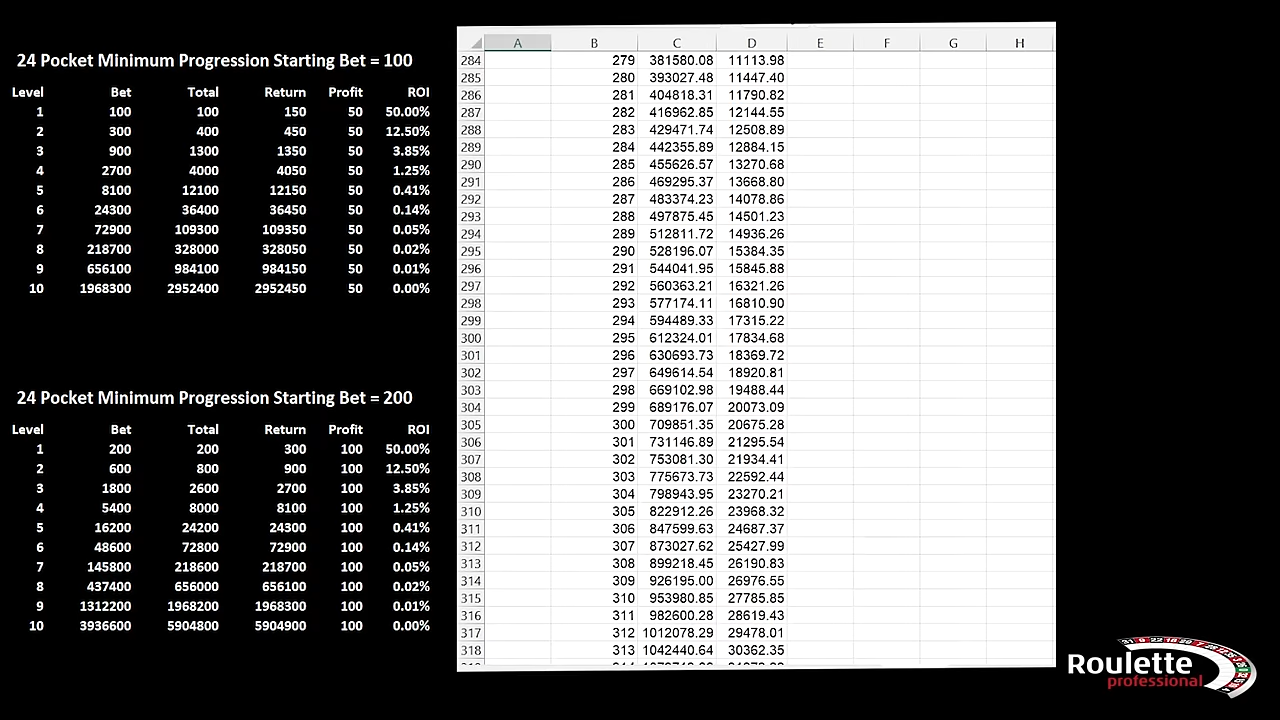 24 Pocket Minimum Progression Starting Bet = 100
Level Bet Total Return Profit ROI
1 100 100 150 50 50.00%
2 300 400 450 50 12.50%
3 900 1300 1350 50 3.85%
4 2700 4000 4050 50 1.25%
5 8100 12100 12150 50 0.41%
6 24300 36400 36450 50 0.14%
7 72900 109300 109350 50 0.05%
8 218700 328000 328050 50 0.02%
9 656100 984100 984150 50 0.01%
10 1968300 2952400 2952450 50 0.00%
24 Pocket Minimum Progression Starting Bet = 200
Level Bet Total Return Profit ROI
1 200 200 300 100 50.00%
2 600 800 900 100 12.50%
3 1800 2600 2700 100 3.85%
4 5400 8000 8100 100 1.25%
5 16200 24200 24300 100 0.41%
6 48600 72800 72900 100 0.14%
7 145800 218600 218700 100 0.05%
8 437400 656000 656100 100 0.02%
9 1312200 1968200 1968300 100 0.01%
10 3936600 5904800 5904900 100 0.00%
A B C D E F G H
284 279 381580.08 11113.98
285 280 393027.48 11447.40
286 281 404818.31 11790.82
287 282 416962.85 12144.55
288 283 429471.74 12508.89
289 284 442355.89 12884.15
290 285 455626.57 13270.68
291 286 469295.37 13668.80
292 287 483374.23 14078.86
293 288 497875.45 14501.23
294 289 512811.72 14936.26
295 290 528196.07 15384.35
296 291 544041.95 15845.88
297 292 560363.21 16321.26
298 293 577174.11 16810.90
299 294 594489.33 17315.22
300 295 612324.01 17834.68
301 296 630693.73 18369.72
302 297 649614.54 18920.81
303 298 669102.98 19488.44
304 299 689176.07 20073.09
305 300 709851.35 20675.28
306 301 731146.89 21295.54
307 302 753081.30 21934.41
308 303 775673.73 22592.44
309 304 798943.95 23270.21
310 305 822912.26 23968.32
311 306 847599.63 24687.37
312 307 873027.62 25427.99
313 308 899218.45 26190.83
314 309 926195.00 26976.55
315 310 953980.85 27785.85
316 311 982600.28 28619.43
317 312 1012078.29 29478.01
318 313 1042440.64 30362.35
Roulette
professional